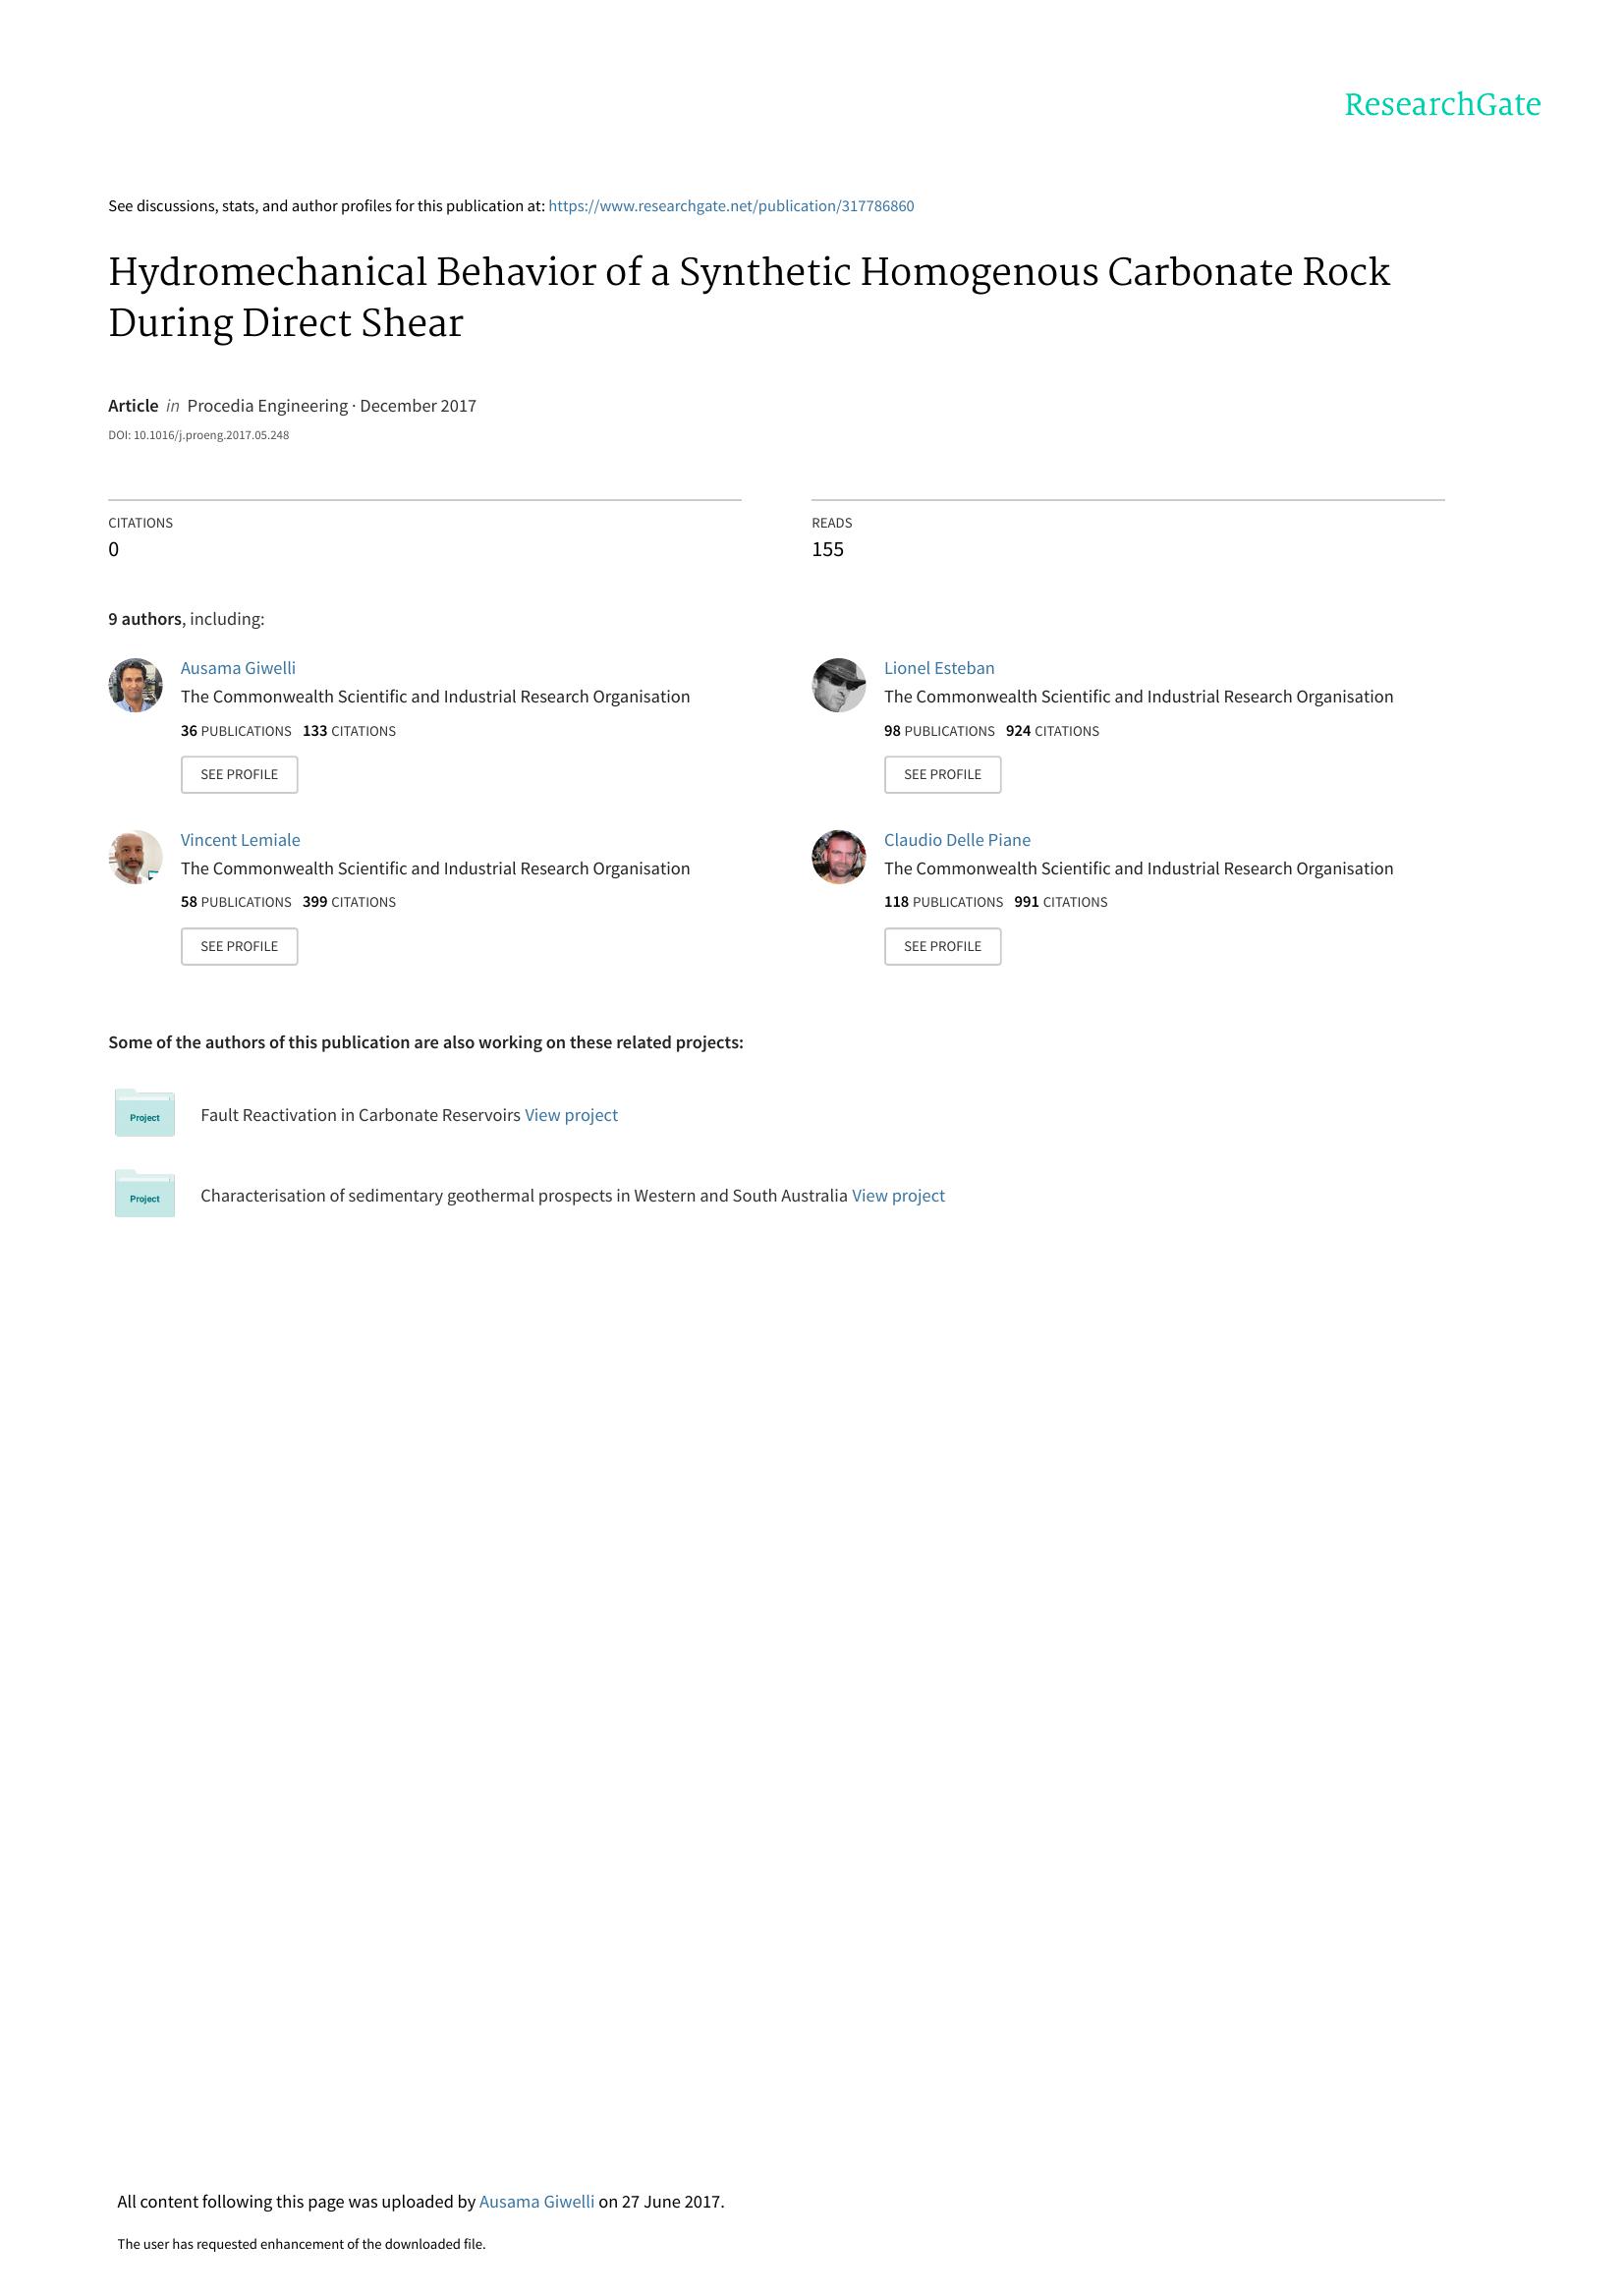 ResearchGate
See discussions, stats, and author profiles for this publication at: https://www.researchgate.net/publication/317786860
Hydromechanical Behavior of a Synthetic Homogenous Carbonate Rock
During Direct Shear
Article in Procedia Engineering · December 2017
DOI: 10.1016/j.proeng.2017.05.248
CITATIONS
0
READS
155
9 authors, including:
Ausama Giwelli
The Commonwealth Scientific and Industrial Research Organisation
36 PUBLICATIONS 133 CITATIONS
SEE PROFILE
Lionel Esteban
The Commonwealth Scientific and Industrial Research Organisation
98 PUBLICATIONS 924 CITATIONS
SEE PROFILE
Vincent Lemiale
The Commonwealth Scientific and Industrial Research Organisation
58 PUBLICATIONS 399 CITATIONS
SEE PROFILE
Claudio Delle Piane
The Commonwealth Scientific and Industrial Research Organisation
118 PUBLICATIONS 991 CITATIONS
SEE PROFILE
Some of the authors of this publication are also working on these related projects:
Project
Fault Reactivation in Carbonate Reservoirs View project
Project
Characterisation of sedimentary geothermal prospects in Western and South Australia View project
All content following this page was uploaded by Ausama Giwelli on 27 June 2017.
The user has requested enhancement of the downloaded file.